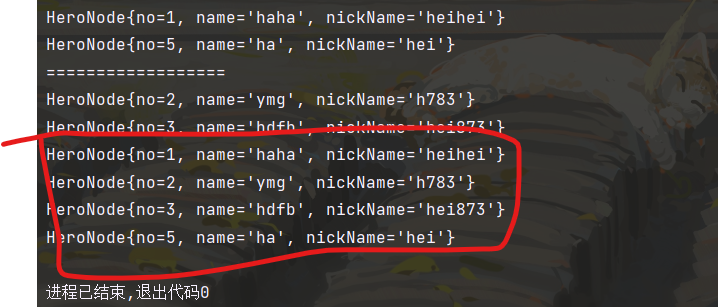 HeroNode{no=1, name='haha', nickName='heihei'}
HeroNode{no=5, name='ha', nickName='hei'}
==================
HeroNode{no=2, name='ymg', nickName='h783'}
HeroNode{no=3, name='hdfb', nickName='hei873'}
HeroNode{no=1, name='haha', nickName='heihei'}
HeroNode{no=2, name='ymg', nickName='h783'}
HeroNode{no=3, name='hdfb', nickName='hei873'}
HeroNode{no=5, name='ha', nickName='hei'}
进程已结束,退出代码0